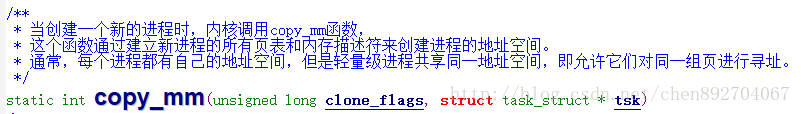 /**
 * 当创建一个新的进程时，内核调用copy_mm函数，
 * 这个函数通过建立新进程的所有页表和内存描述符来创建进程的地址空间。
 * 通常，每个进程都有自己的地址空间，但是轻量级进程共享同一地址空间，即允许它们对同一组页进行寻址。
 */
static int copy_mm(unsigned long clone_flags, struct task_struct * tsk)
http://blog.csdn.net/chen892704067